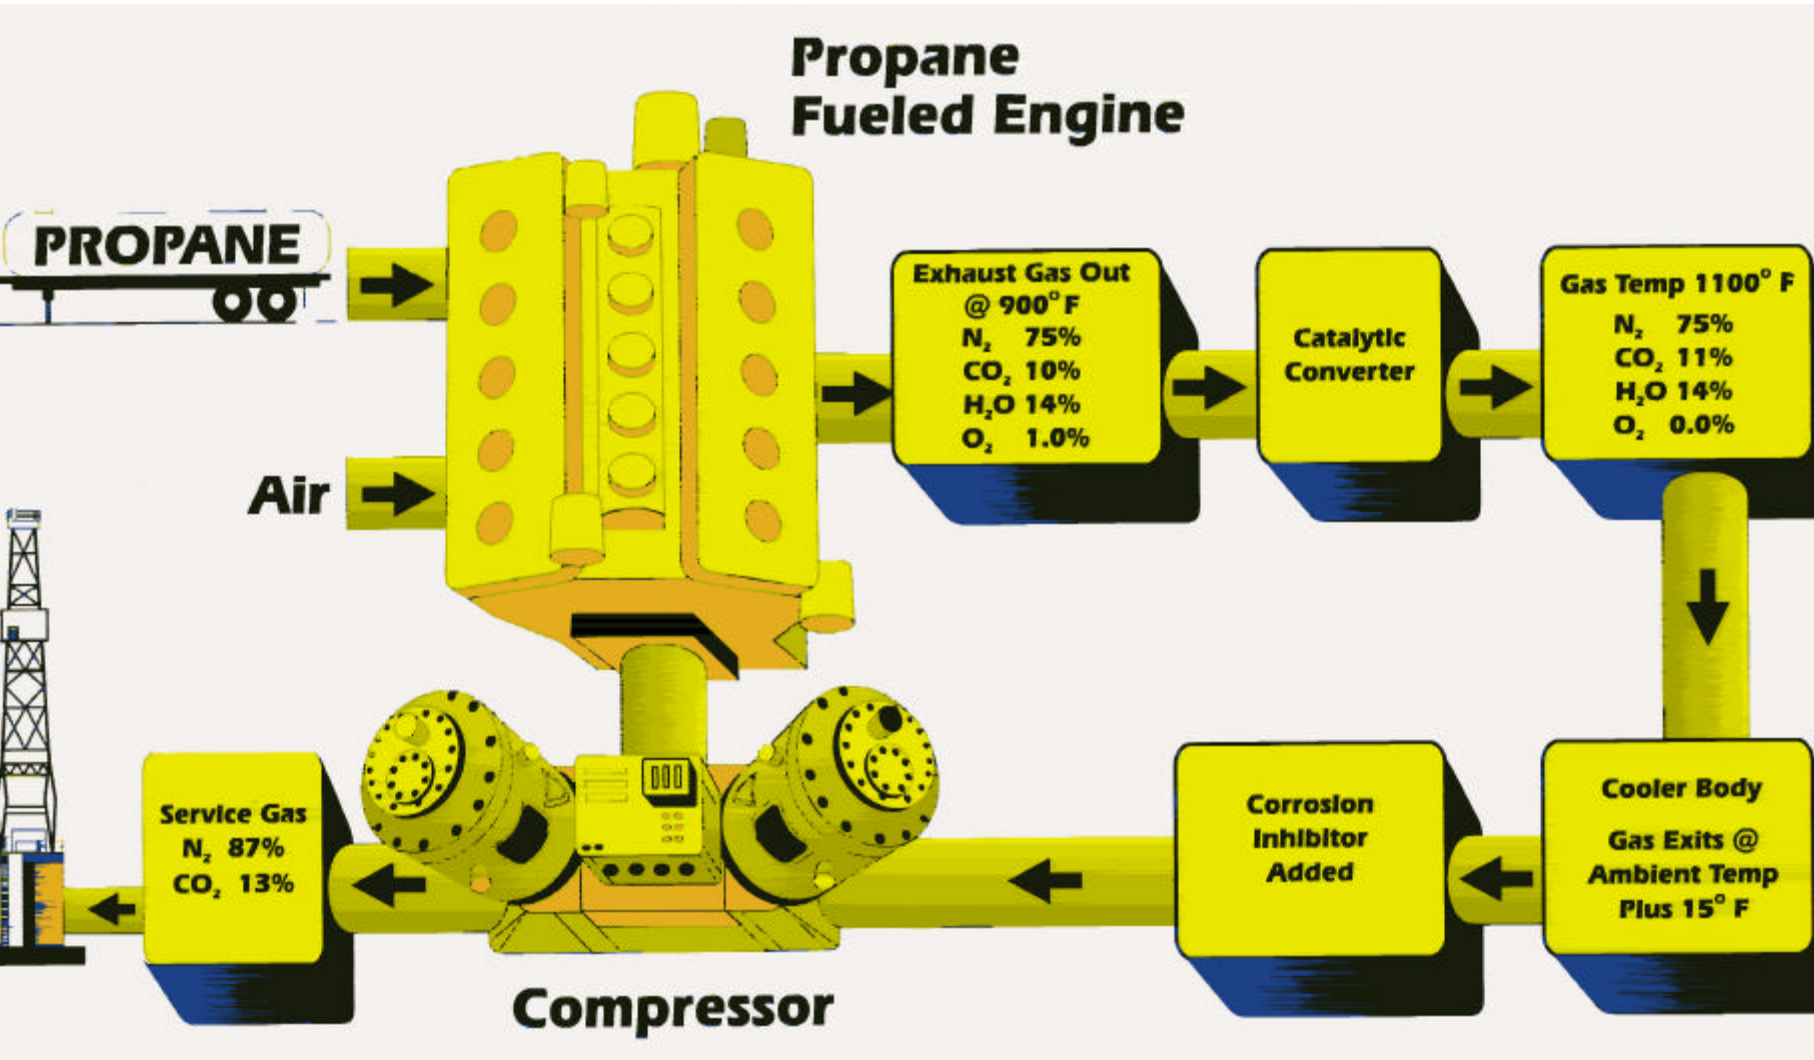 Propane
Fueled Engine
PROPANE
Air
Exhaust Gas Out
@ 900° F
N₂ 75%
CO₂ 10%
H₂O 14%
O₂ 1.0%
Catalytic
Converter
Gas Temp 1100° F
N₂ 75%
CO₂ 11%
H₂O 14%
O₂ 0.0%
Cooler Body
Gas Exits @
Ambient Temp
Plus 15° F
Corrosion
Inhibitor
Added
Service Gas
N₂ 87%
CO₂ 13%
Compressor